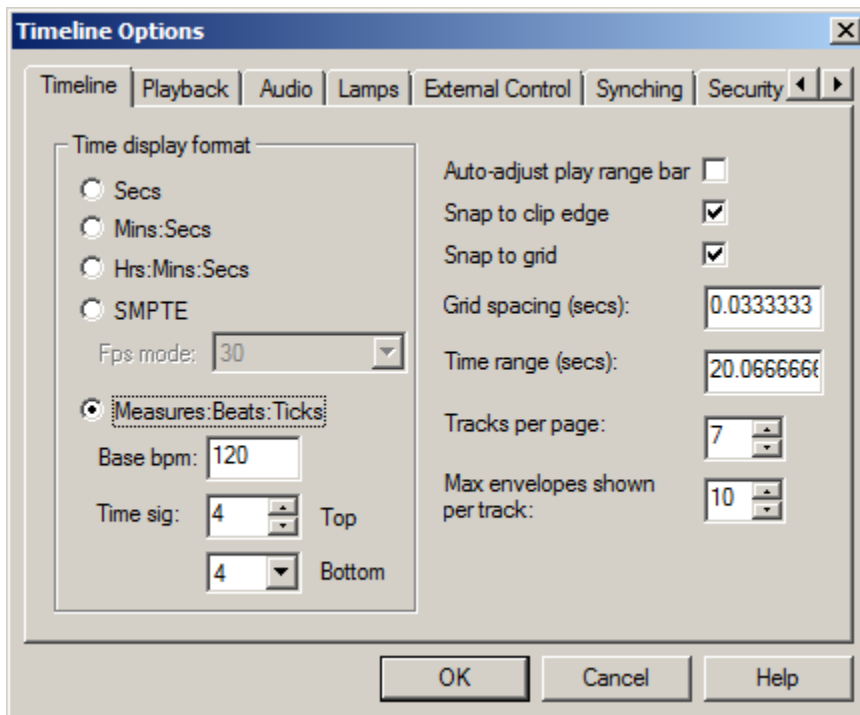 Timeline Options
Timeline Playback Audio Lamps External Control Synching Security
Time display format
Secs
Mins:Secs
Hrs:Mins:Secs
SMPTE
Fps mode: 30
Measures:Beats:Ticks
Base bpm: 120
Time sig: 4 Top
4 Bottom
Auto-adjust play range bar
Snap to clip edge
Snap to grid
Grid spacing (secs): 0.0333333
Time range (secs): 20.0666666
Tracks per page: 7
Max envelopes shown
per track: 10
OK Cancel Help